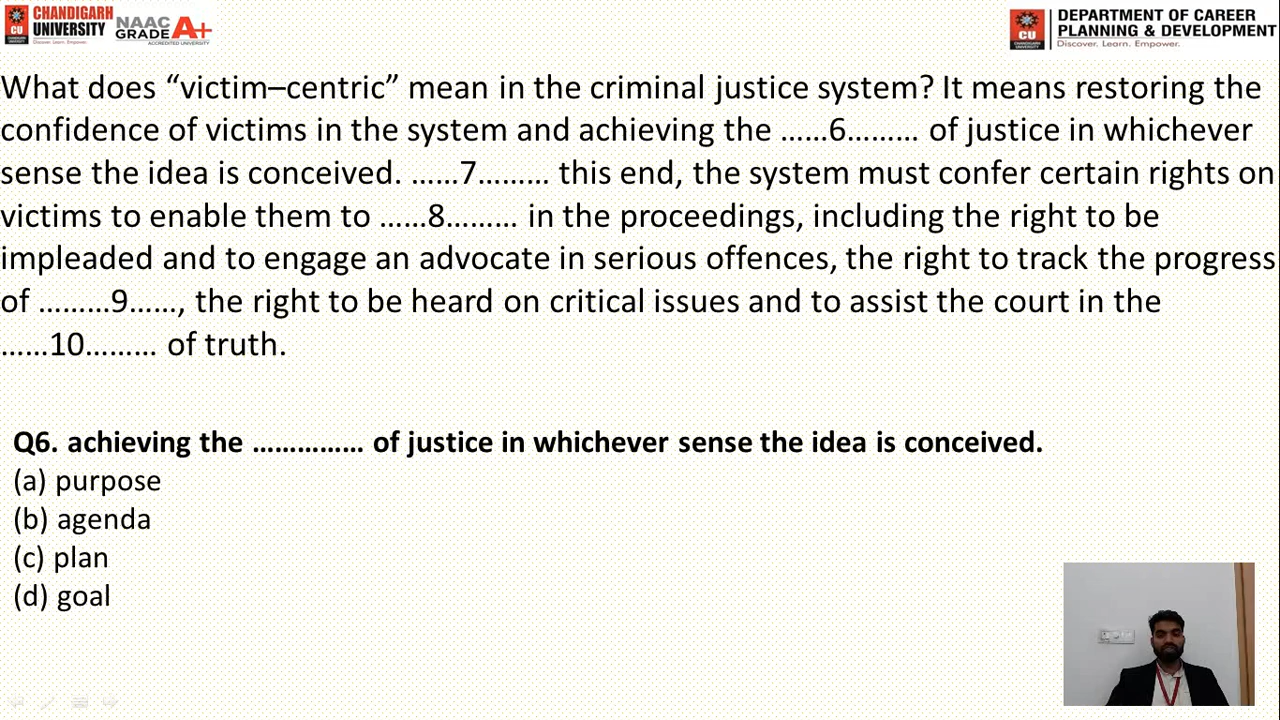 CHANDIGARH
UNIVERSITY
Discover. Learn. Empower.
NAAC
GRADE A+
ACCREDITED UNIVERSITY
CU
CHANDIGARH
UNIVERSITY
DEPARTMENT OF CAREER
PLANNING & DEVELOPMENT
Discover. Learn. Empower.
What does “victim–centric” mean in the criminal justice system? It means restoring the
confidence of victims in the system and achieving the ……6……… of justice in whichever
sense the idea is conceived. ……7……… this end, the system must confer certain rights on
victims to enable them to ……8……… in the proceedings, including the right to be
impleaded and to engage an advocate in serious offences, the right to track the progress
of ………9……, the right to be heard on critical issues and to assist the court in the
……10……… of truth.
Q6. achieving the …………… of justice in whichever sense the idea is conceived.
(a) purpose
(b) agenda
(c) plan
(d) goal